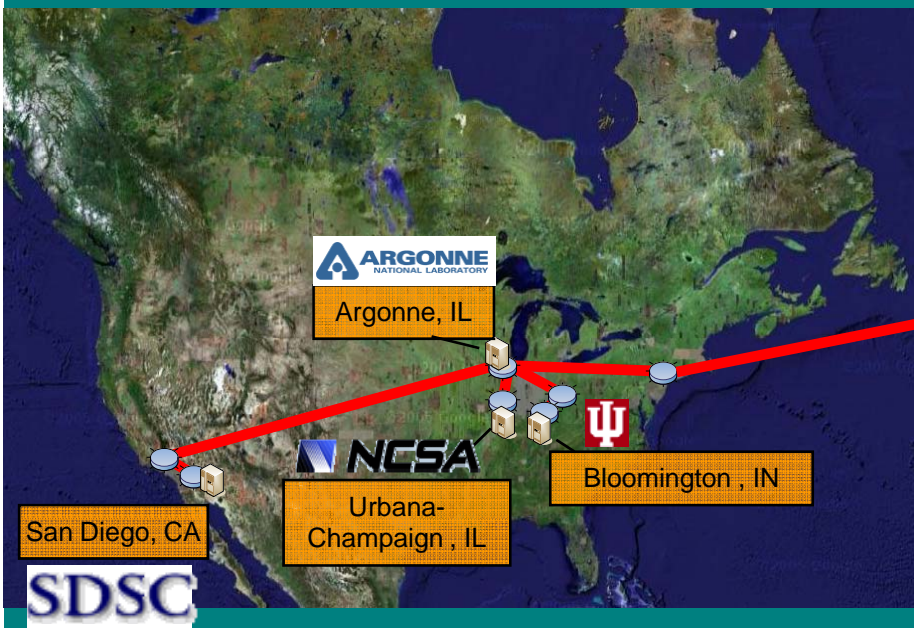 ARGONNE
NATIONAL LABORATORY
Argonne, IL
NCSA
Bloomington , IN
Urbana-
Champaign , IL
San Diego, CA
SDSC